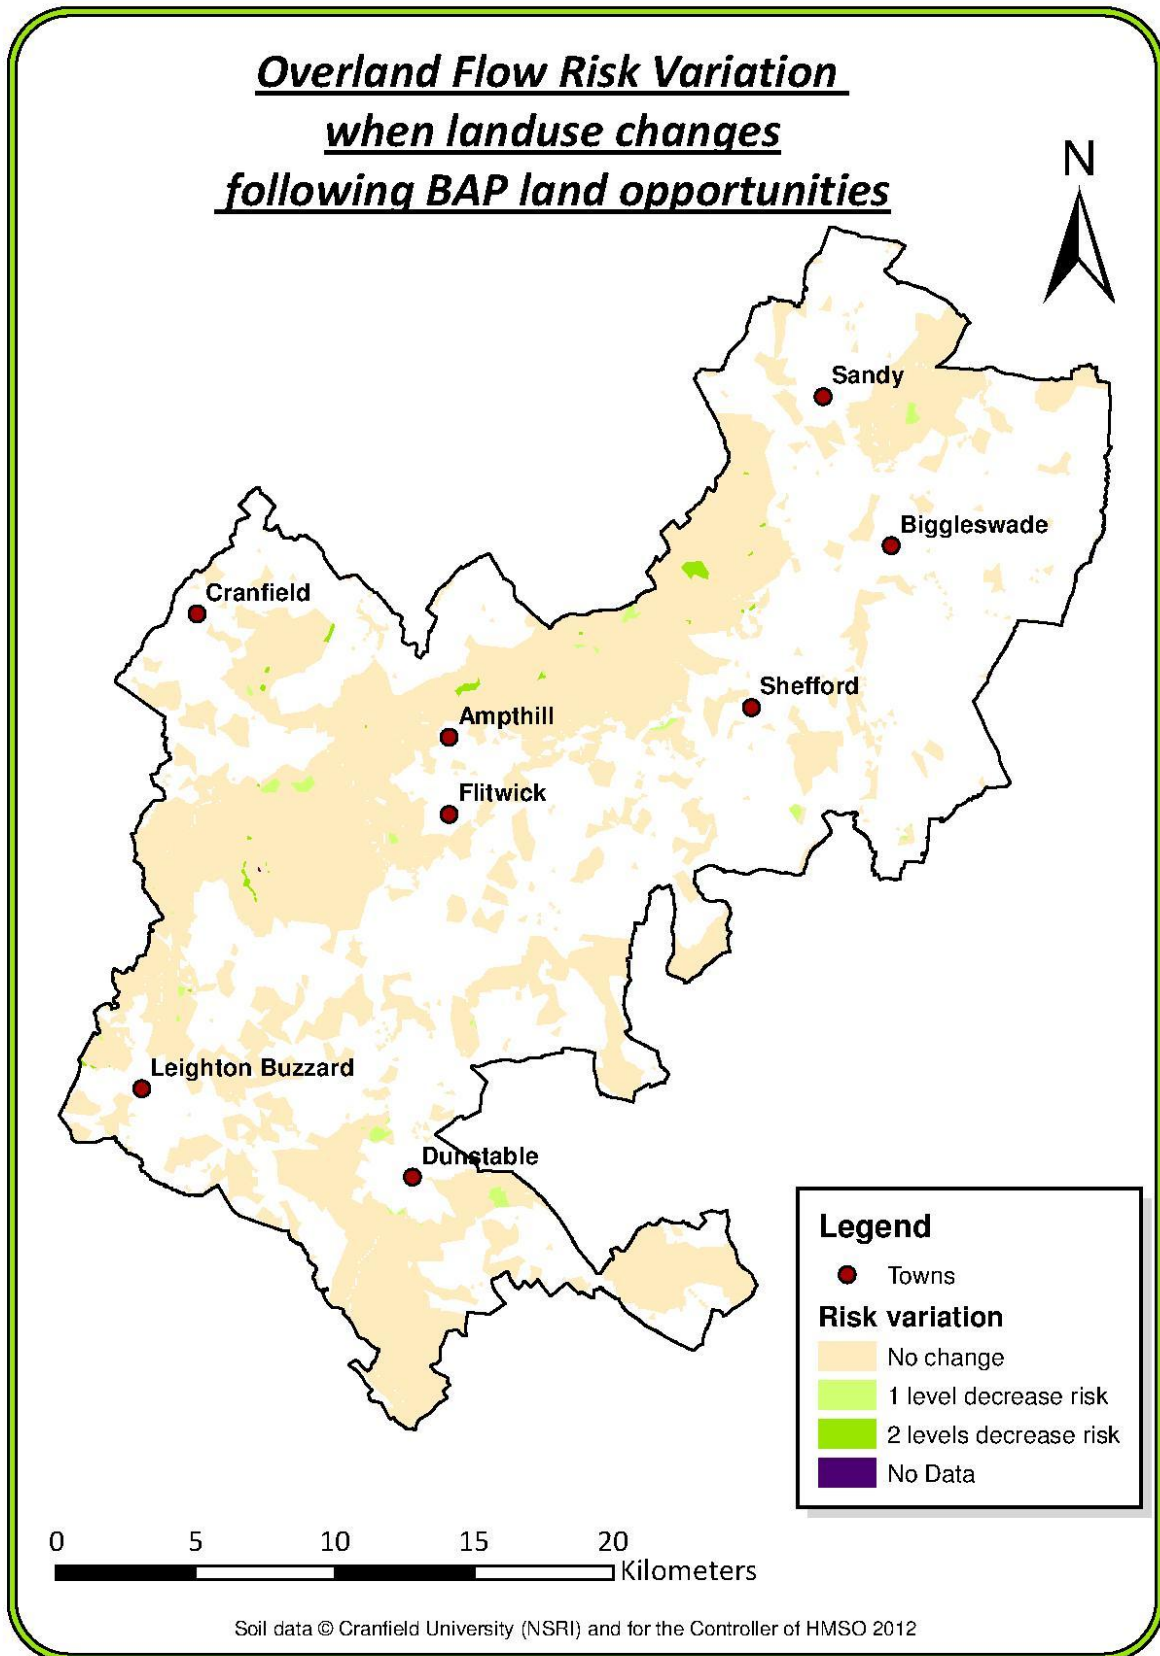 Overland Flow Risk Variation
when landuse changes
following BAP land opportunities
N
Sandy
Biggleswade
Cranfield
Shefford
Ampthill
Flitwick
Leighton Buzzard
Dunstable
Legend
Towns
Risk variation
No change
1 level decrease risk
2 levels decrease risk
No Data
0 5 10 15 20
Kilometers
Soil data © Cranfield University (NSRI) and for the Controller of HMSO 2012